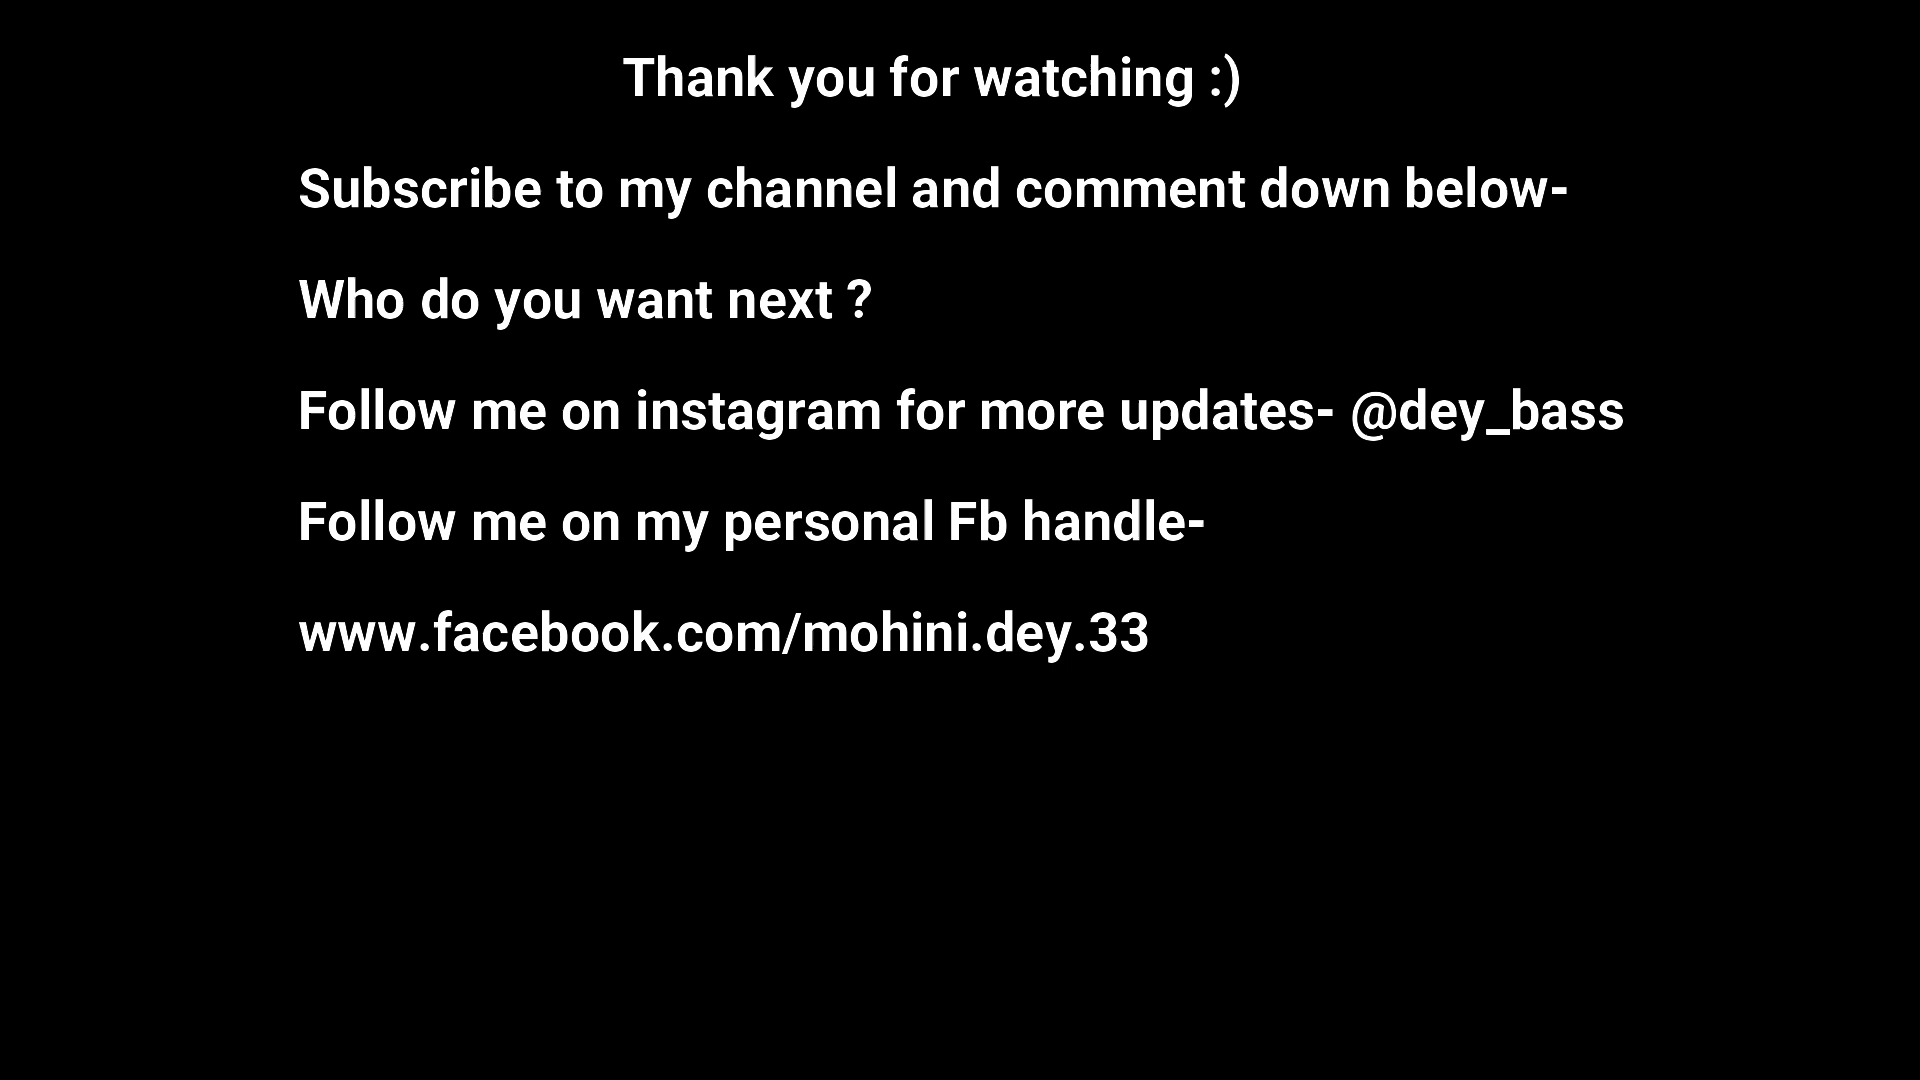 Thank you for watching :)
Subscribe to my channel and comment down below-
Who do you want next ?
Follow me on instagram for more updates- @dey_bass
Follow me on my personal Fb handle-
www.facebook.com/mohini.dey.33